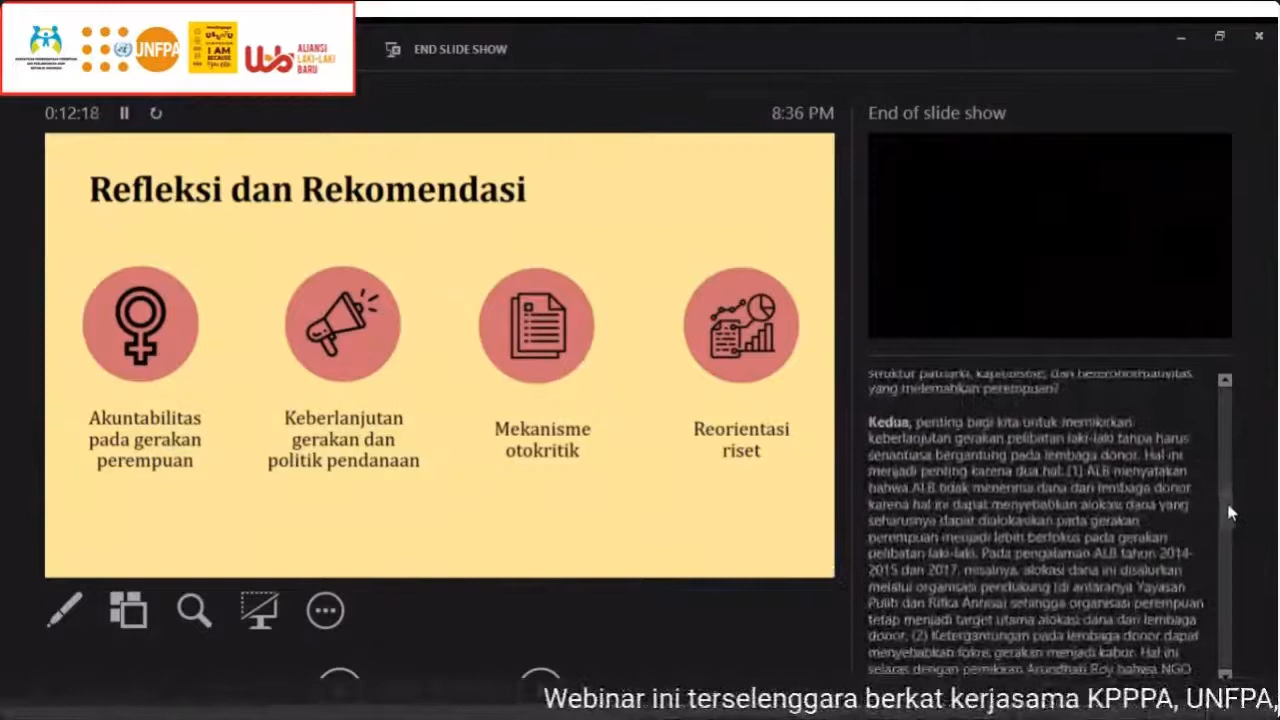 UNFPA
I AM
ALIANSI
LAKI-LAKI
BARU
END SLIDE SHOW
0:12:18
8:36 PM
End of slide show
Refleksi dan Rekomendasi
Akuntabilitas
pada gerakan
perempuan
Keberlanjutan
gerakan dan
politik pendanaan
Mekanisme
otokritik
Reorientasi
riset
struktur patriarki, kapitalisme, dan
yang melemahkan perempuan?
Kedua, penting bagi kita untuk memikirkan
keberlanjutan gerakan pelibatan laki-laki tanpa harus
senantiasa bergantung pada lembaga donor. Hal ini
menjadi penting karena dua hal: (1) ALB menyatakan
bahwa ALB tidak menerima dana dari lembaga donor
karena hal ini dapat menyebabkan alokasi dana yang
seharusnya dapat dialokasikan pada gerakan
perempuan menjadi lebih berfokus pada gerakan
pelibatan laki-laki. Pada pengalaman ALB tahun 2014-
2015 dan 2017, misalnya, alokasi dana ini disalurkan
melalui organisasi pendukung (di antaranya Yayasan
Pulih dan Rifka Annisa) sehingga organisasi perempuan
tetap menjadi target utama alokasi dana dari lembaga
donor. (2) Ketergantungan pada lembaga donor dapat
menyebabkan fokus gerakan menjadi kabur. Hal ini
selaras dengan pemikiran Arundhati Roy bahwa NGO
Webinar ini terselenggara berkat kerjasama KPPPA, UNFPA,